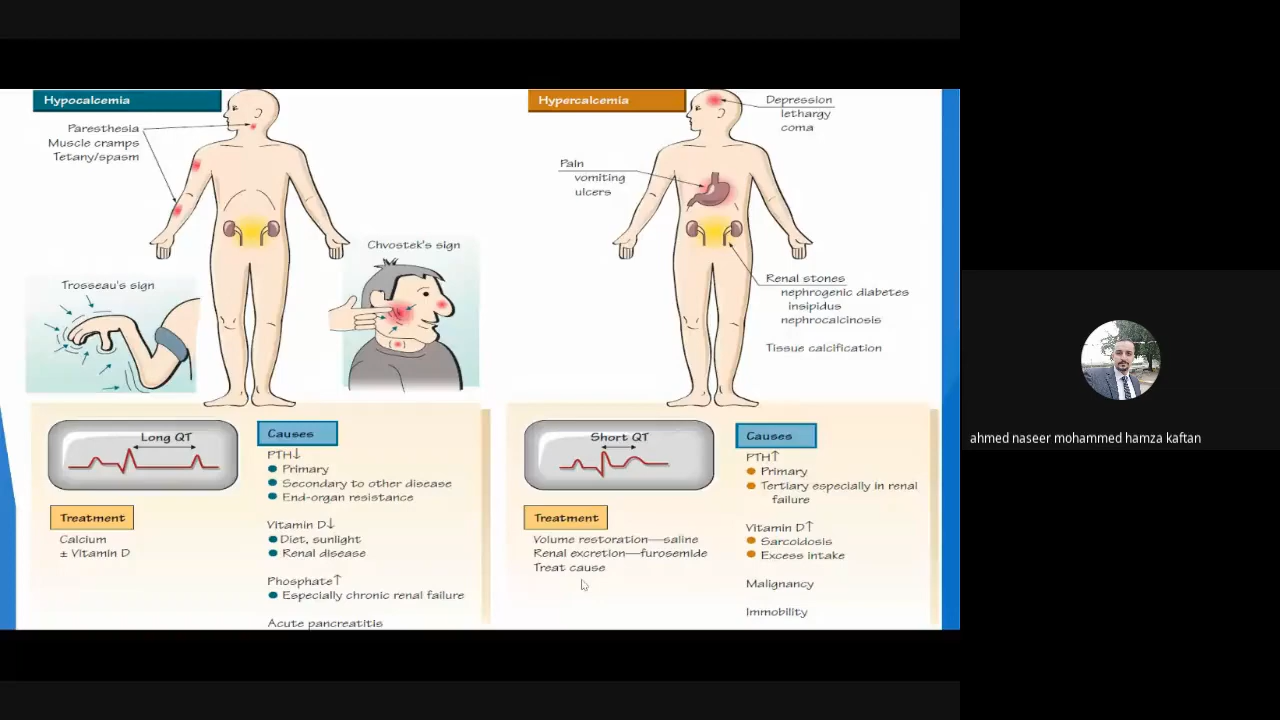 Hypocalcemia
Paresthesia
Muscle cramps
Tetany/spasm
Trosseau's sign
Chvostek's sign
Long QT
Treatment
Calcium
± Vitamin D
Causes
PTH↓
Primary
Secondary to other disease
End-organ resistance
Vitamin D↓
Diet, sunlight
Renal disease
Phosphate↑
Especially chronic renal failure
Acute pancreatitis
Hypercalcemia
Depression
lethargy
coma
Pain
vomiting
ulcers
Renal stones
nephrogenic diabetes
insipidus
nephrocalcinosis
Tissue calcification
Short QT
Treatment
Volume restoration—saline
Renal excretion—furosemide
Treat cause
Causes
PTH↑
Primary
Tertiary especially in renal
failure
Vitamin D↑
Sarcoidosis
Excess intake
Malignancy
Immobility
ahmed naseer mohammed hamza kaftan